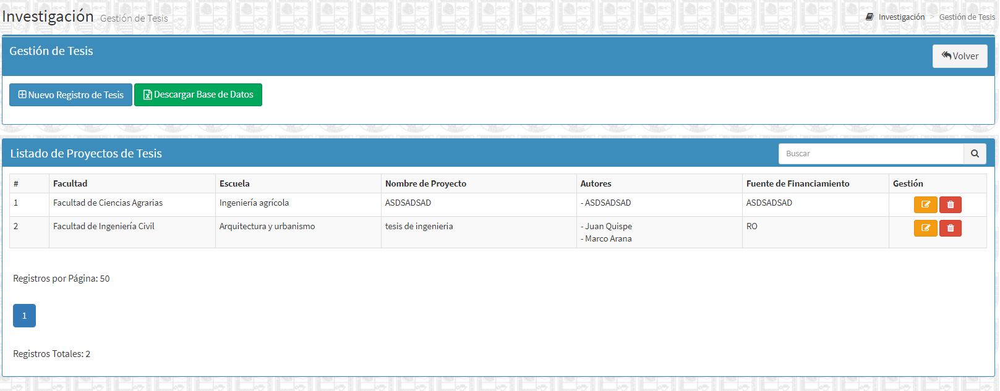 Investigación Gestión de Tesis
Investigación > Gestión de Tesis
Gestión de Tesis
Volver
Nuevo Registro de Tesis Descargar Base de Datos
Listado de Proyectos de Tesis
Buscar
# Facultad Escuela Nombre de Proyecto Autores Fuente de Financiamiento Gestión
1 Facultad de Ciencias Agrarias Ingeniería agrícola ASDSADSAD - ASDSADSAD ASDSADSAD
2 Facultad de Ingeniería Civil Arquitectura y urbanismo tesis de ingenieria - Juan Quispe RO
- Marco Arana
Registros por Página: 50
1
Registros Totales: 2